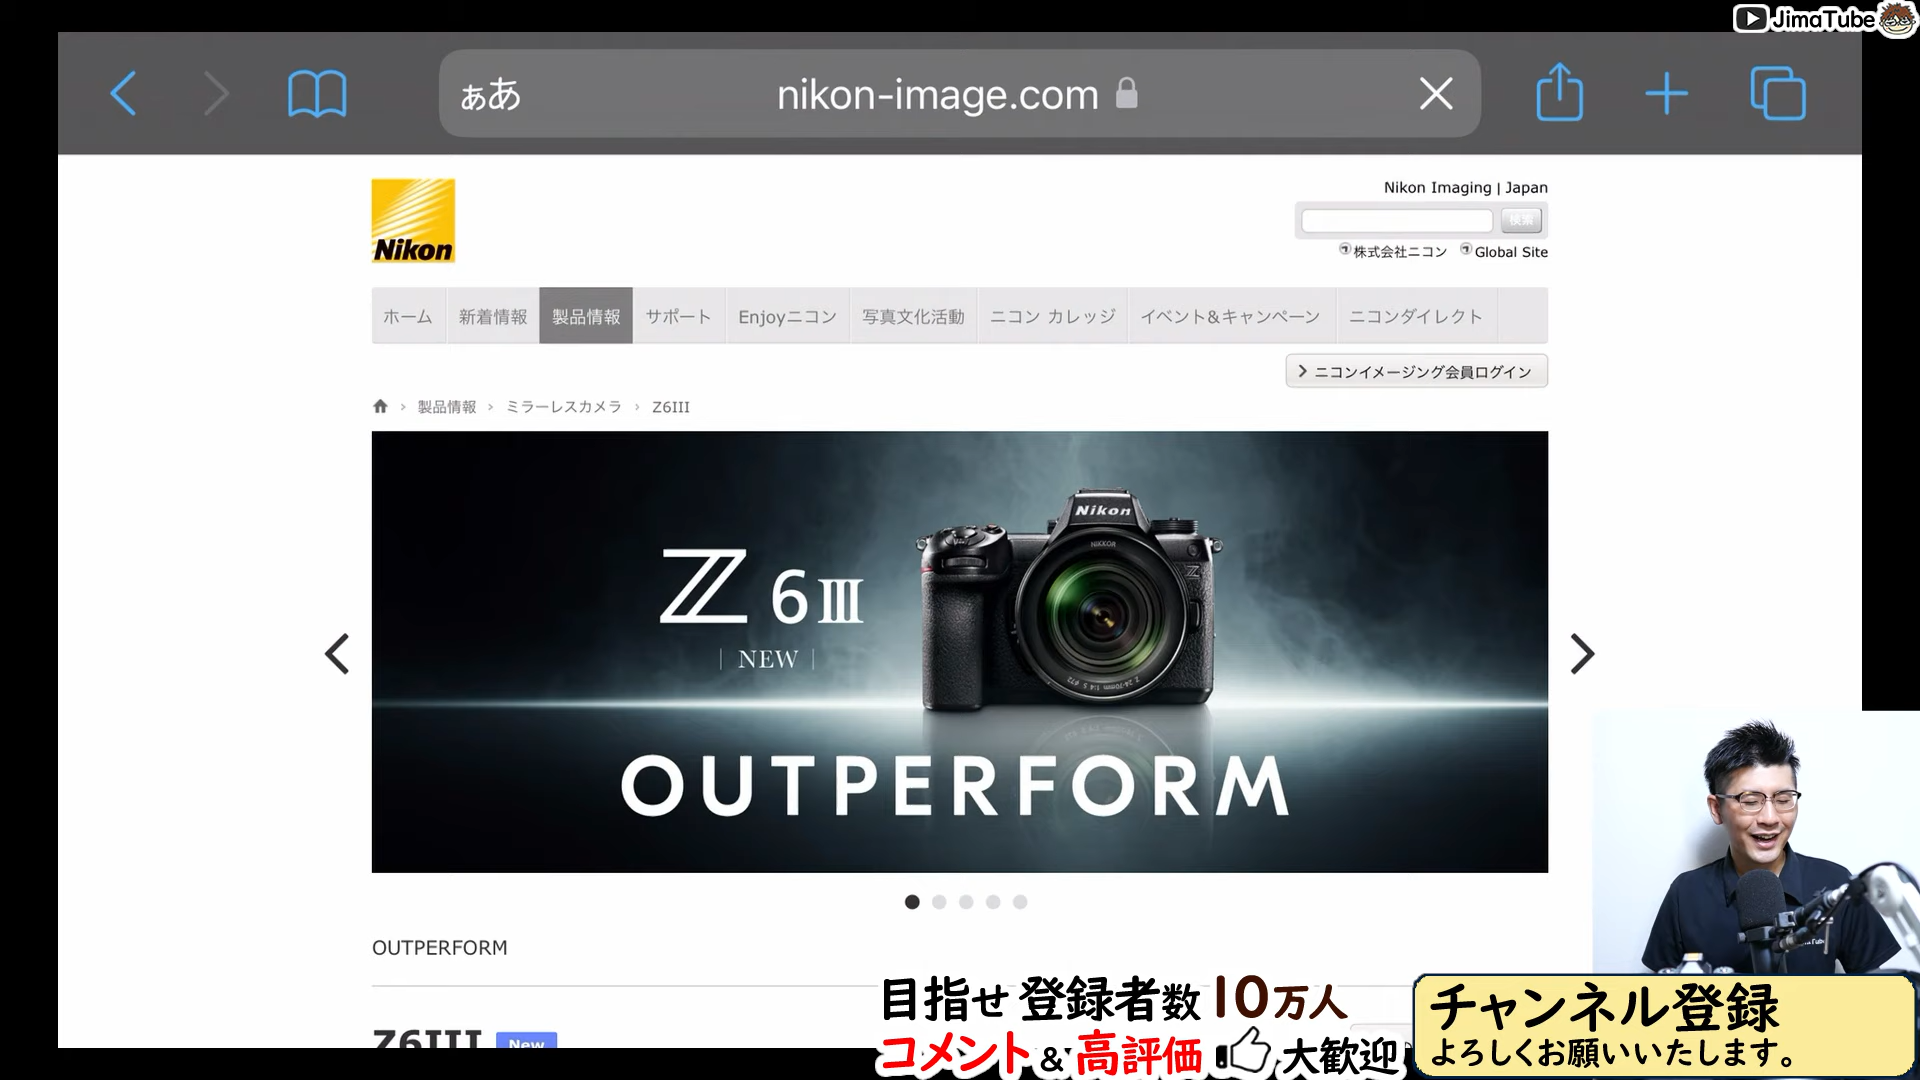 JimaTube
ぁあ
nikon-image.com
Nikon
Nikon Imaging | Japan
検索
株式会社ニコン
Global Site
ホーム
新着情報
製品情報
サポート
Enjoyニコン
写真文化活動
ニコン カレッジ
イベント&キャンペーン
ニコンダイレクト
ニコンイメージング会員ログイン
製品情報 › ミラーレスカメラ › Z6III
Nikon
NIKKOR
Z
Z 6III
| NEW |
OUTPERFORM
OUTPERFORM
Z6III New
目指せ 登録者数 10万人
コメント & 高評価 大歓迎
チャンネル登録
よろしくお願いいたします。